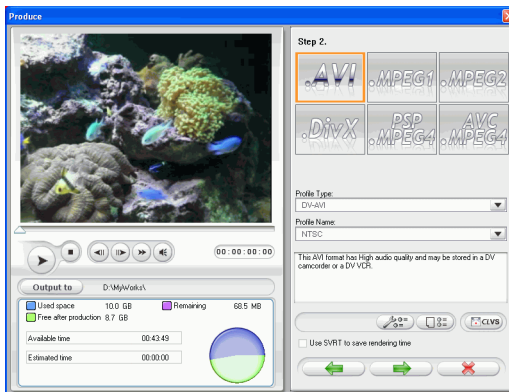 Produce
Step 2.
.AVI
.MPEG1
.MPEG2
.DivX
PSP
.MPEG4
AVC
.MPEG4
Profile Type:
DV-AVI
Profile Name:
NTSC
This AVI format has High audio quality and may be stored in a DV
camcorder or a DV VCR.
00:00:00:00
Output to
D:\MyWorks\
Used space 10.0 GB Remaining 68.5 MB
Free after production 8.7 GB
Available time 00:43:49
Estimated time 00:00:00
CLVS
Use SVRT to save rendering time